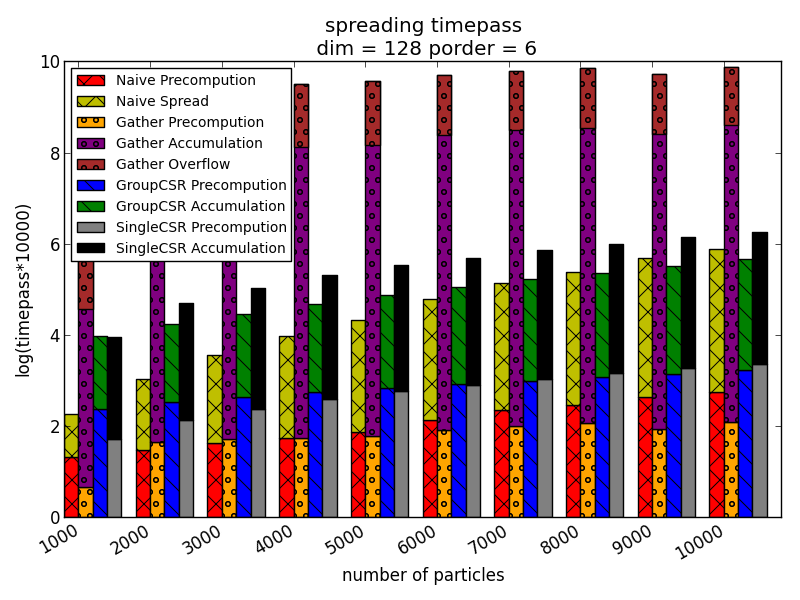 spreading timepass
dim = 128 porder = 6
log(timepass*10000)
10
8
6
4
2
0
Naive Precompution
Naive Spread
Gather Precompution
Gather Accumulation
Gather Overflow
GroupCSR Precompution
GroupCSR Accumulation
SingleCSR Precompution
SingleCSR Accumulation
1000
2000
3000
4000
5000
6000
7000
8000
9000
10000
number of particles